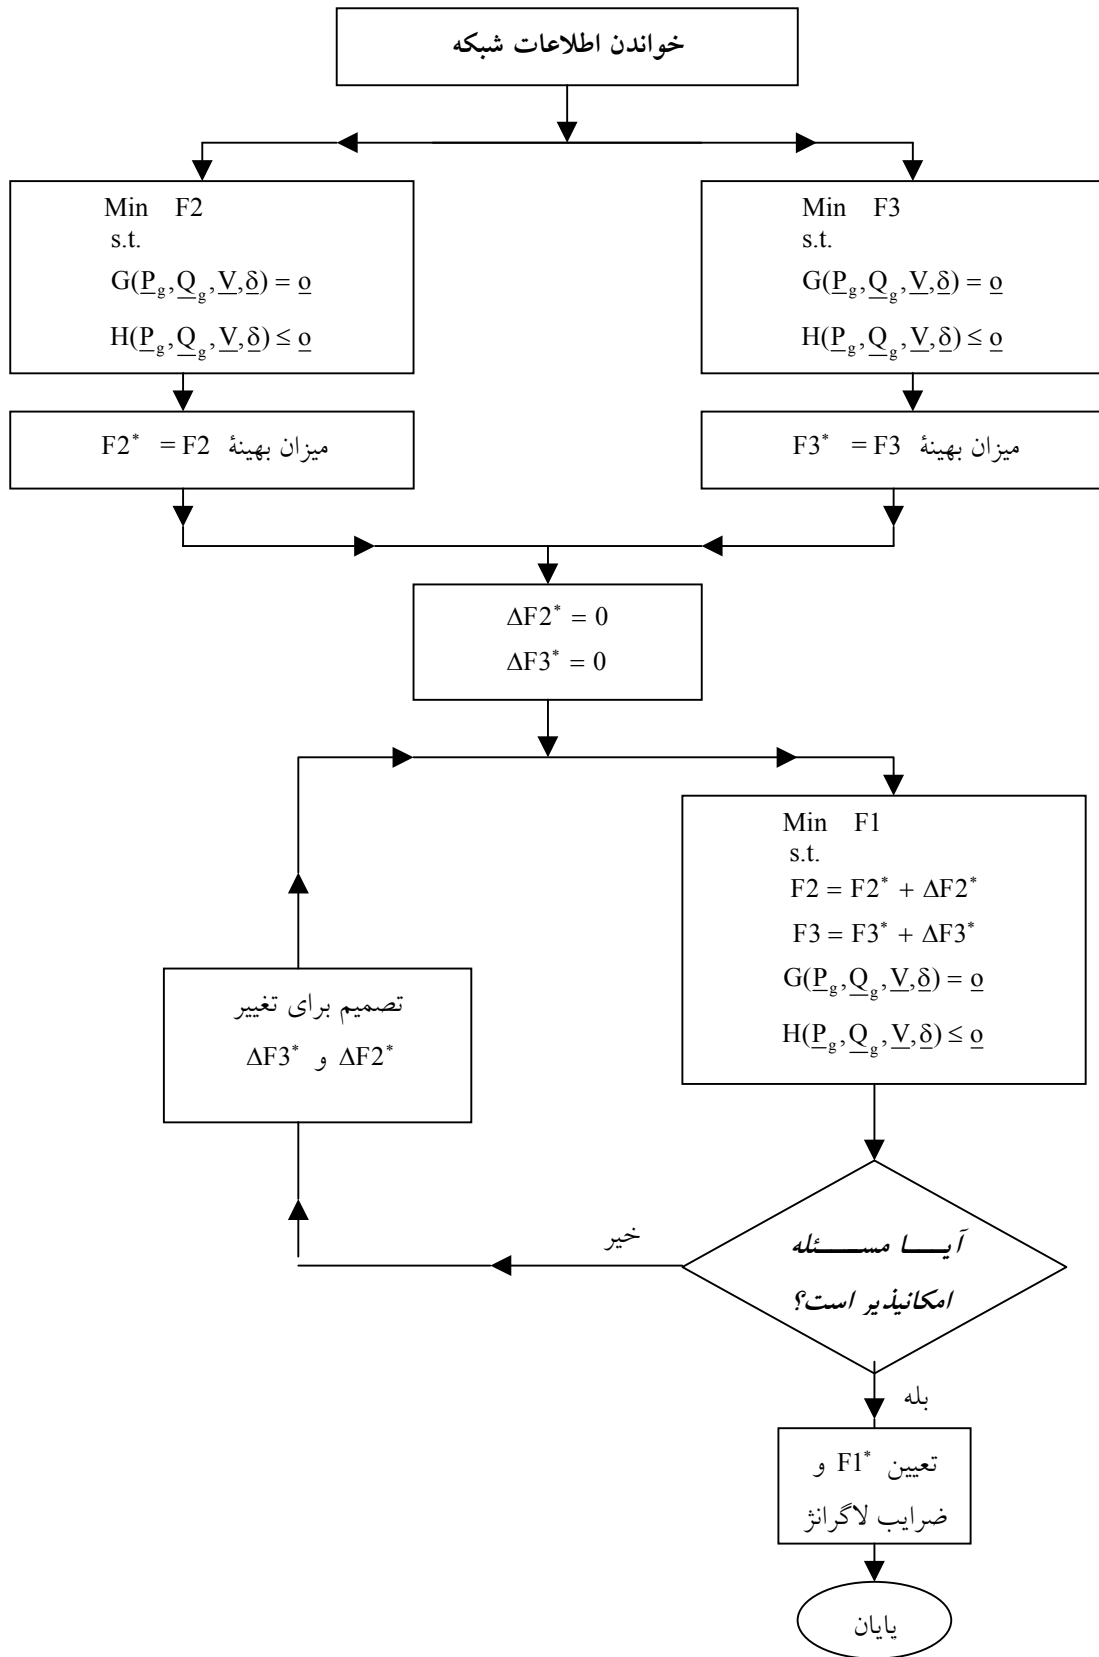 خواندن اطلاعات شبکه
Min F2
s.t.
G(P_g,Q_g,V,δ) = o
H(P_g,Q_g,V,δ) ≤ o
Min F3
s.t.
G(P_g,Q_g,V,δ) = o
H(P_g,Q_g,V,δ) ≤ o
F2* = F2 میزان بهینهٔ
F3* = F3 میزان بهینهٔ
ΔF2* = 0
ΔF3* = 0
Min F1
s.t.
F2 = F2* + ΔF2*
F3 = F3* + ΔF3*
G(P_g,Q_g,V,δ) = o
H(P_g,Q_g,V,δ) ≤ o
تصمیم برای تغییر
ΔF2* و ΔF3*
خیر
آیـــا مســـئله
امکانپذیر است؟
بله
تعیین F1* و
ضرایب لاگرانژ
پایان